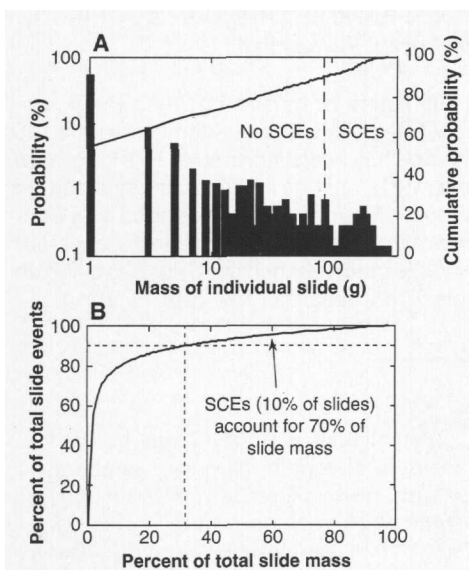 A
100
10
1
0.1
Probability (%)
100
80
60
40
20
0
Cumulative probability (%)
No SCEs
SCEs
1
10
100
Mass of individual slide (g)
B
100
80
60
40
20
0
Percent of total slide events
SCEs (10% of slides)
account for 70% of
slide mass
0
20
40
60
80
100
Percent of total slide mass